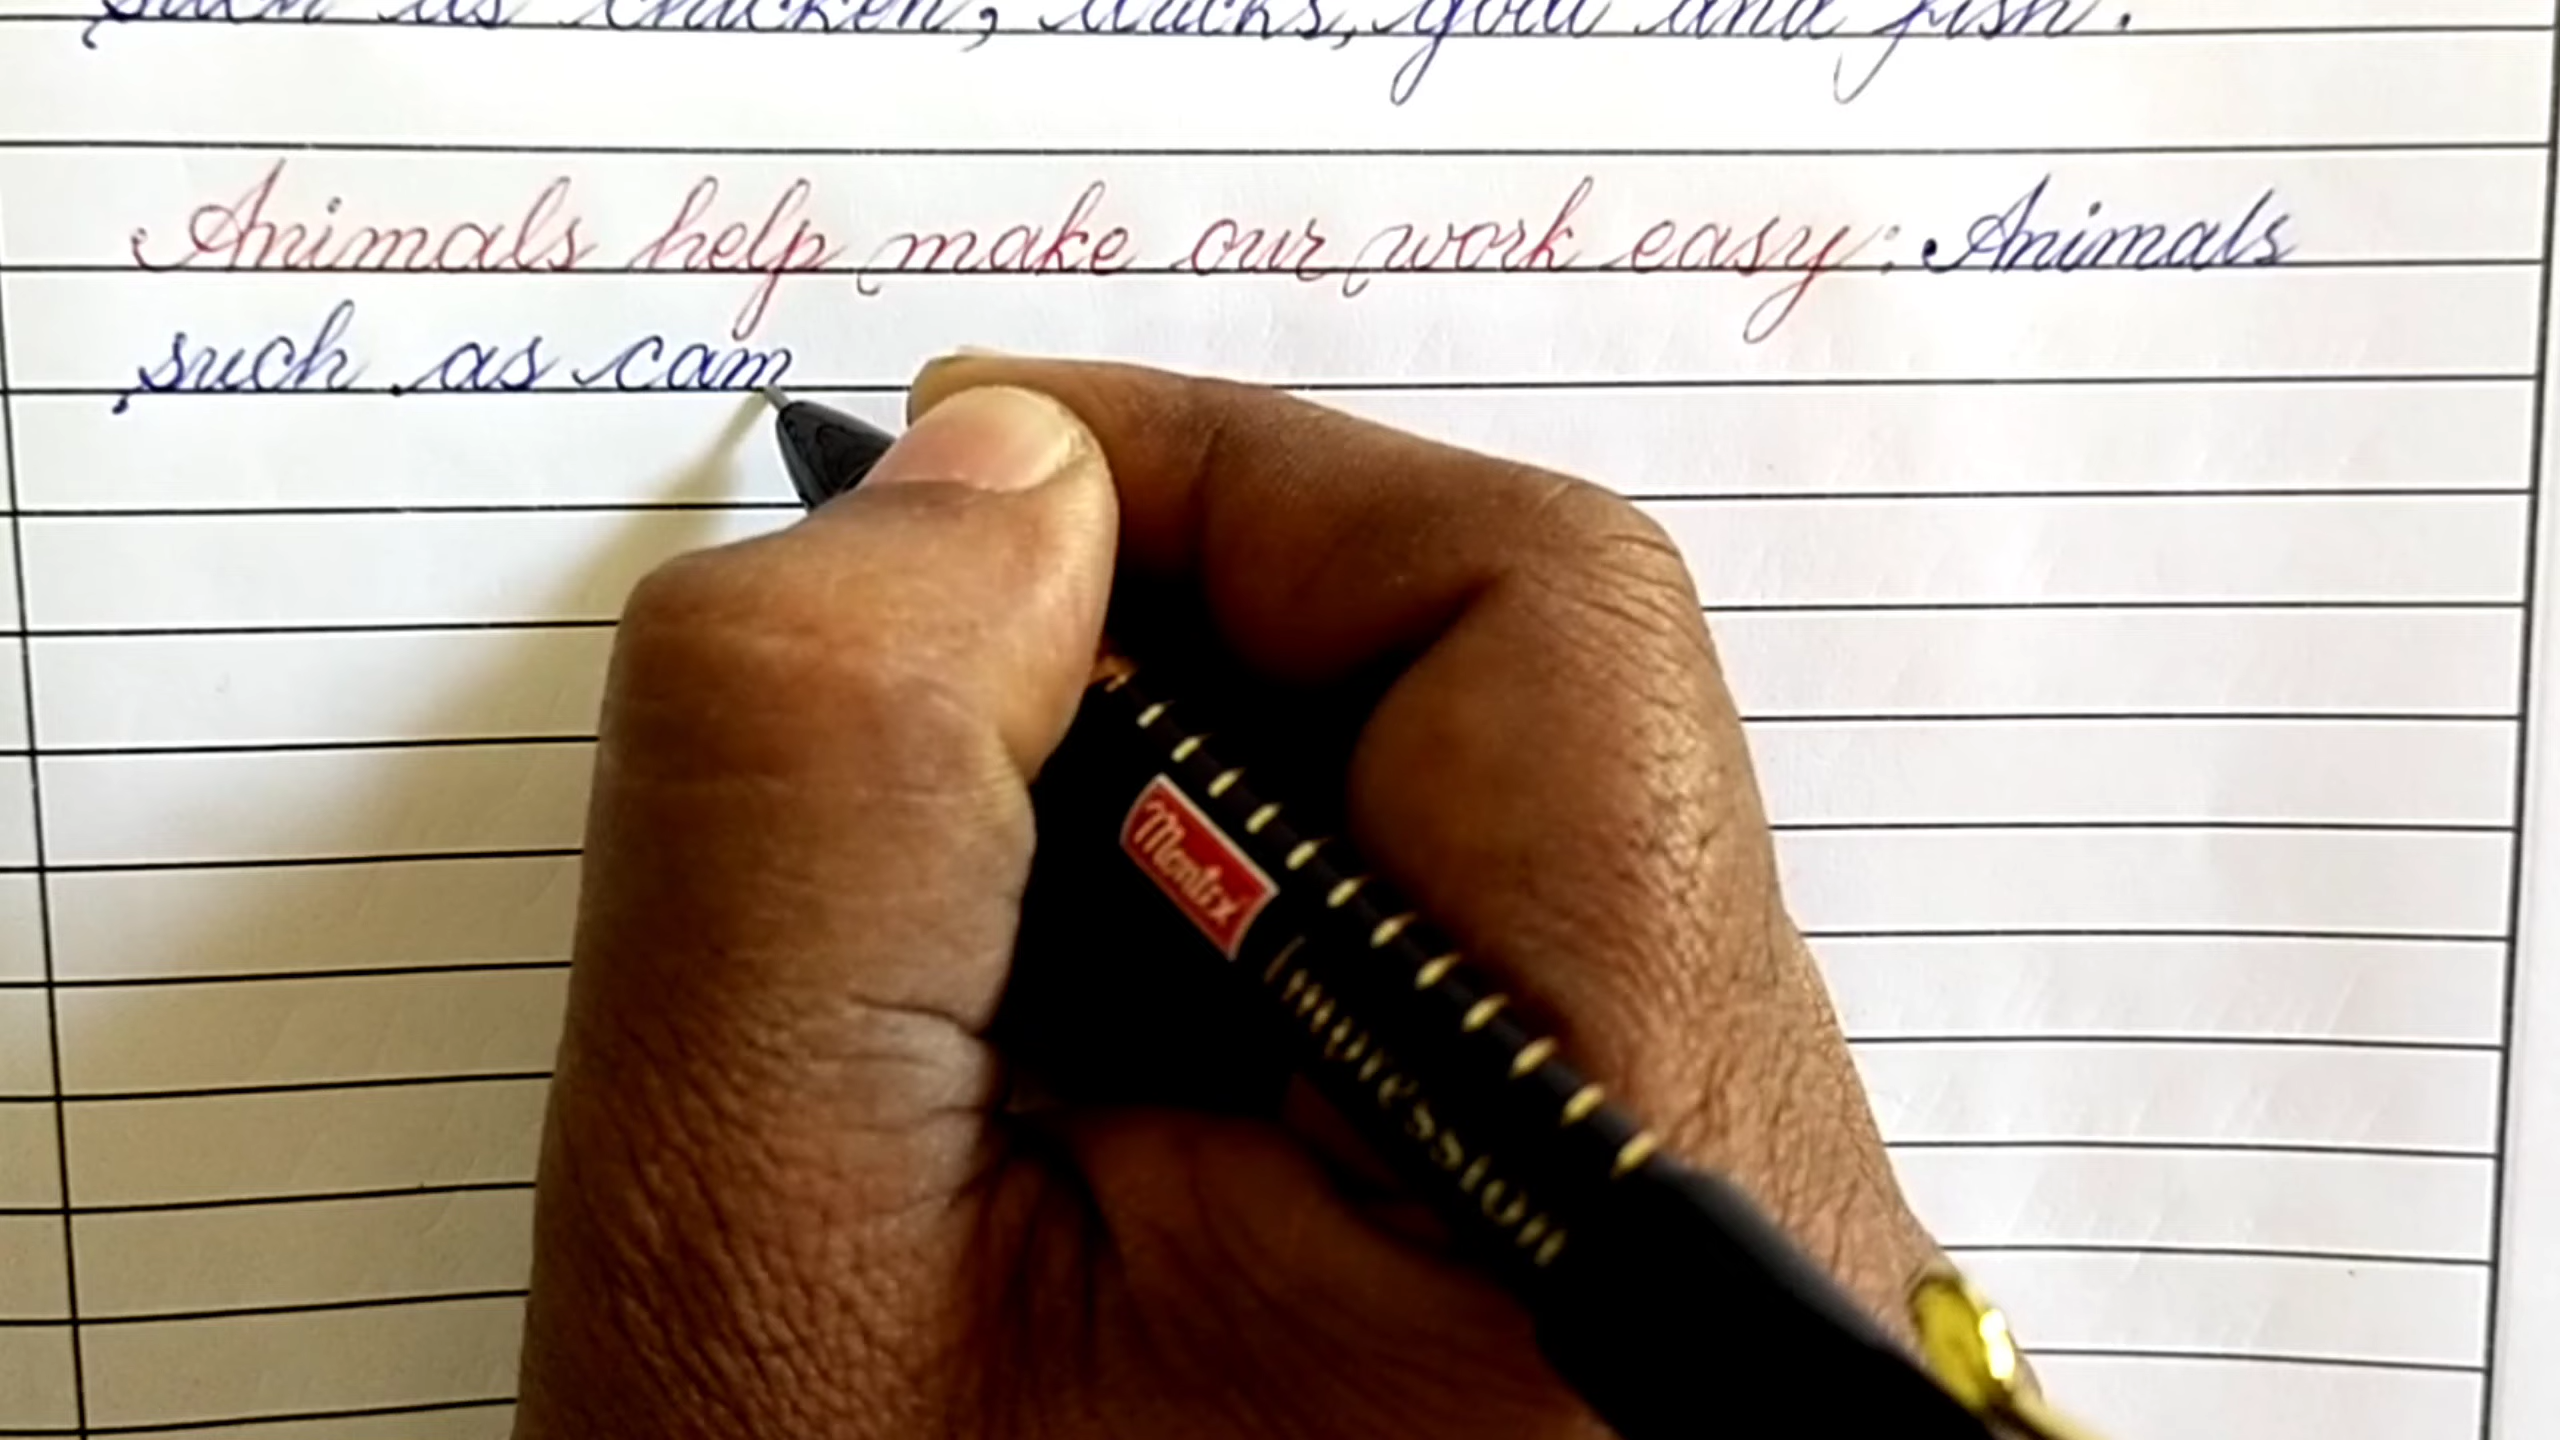 such as chicken, ducks, goat and fish.
Animals help make our work easy: Animals
such as cam
Montex
Impression